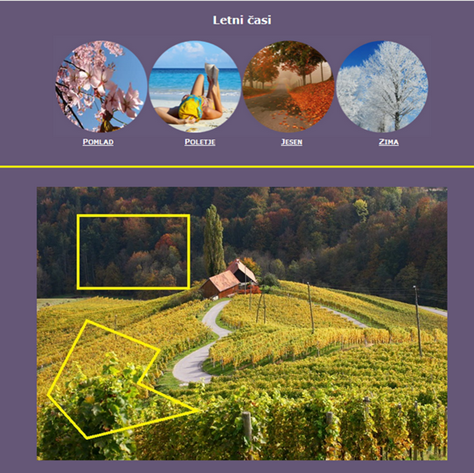 Letni časi
Pomlad
Poletje
Jesen
Zima